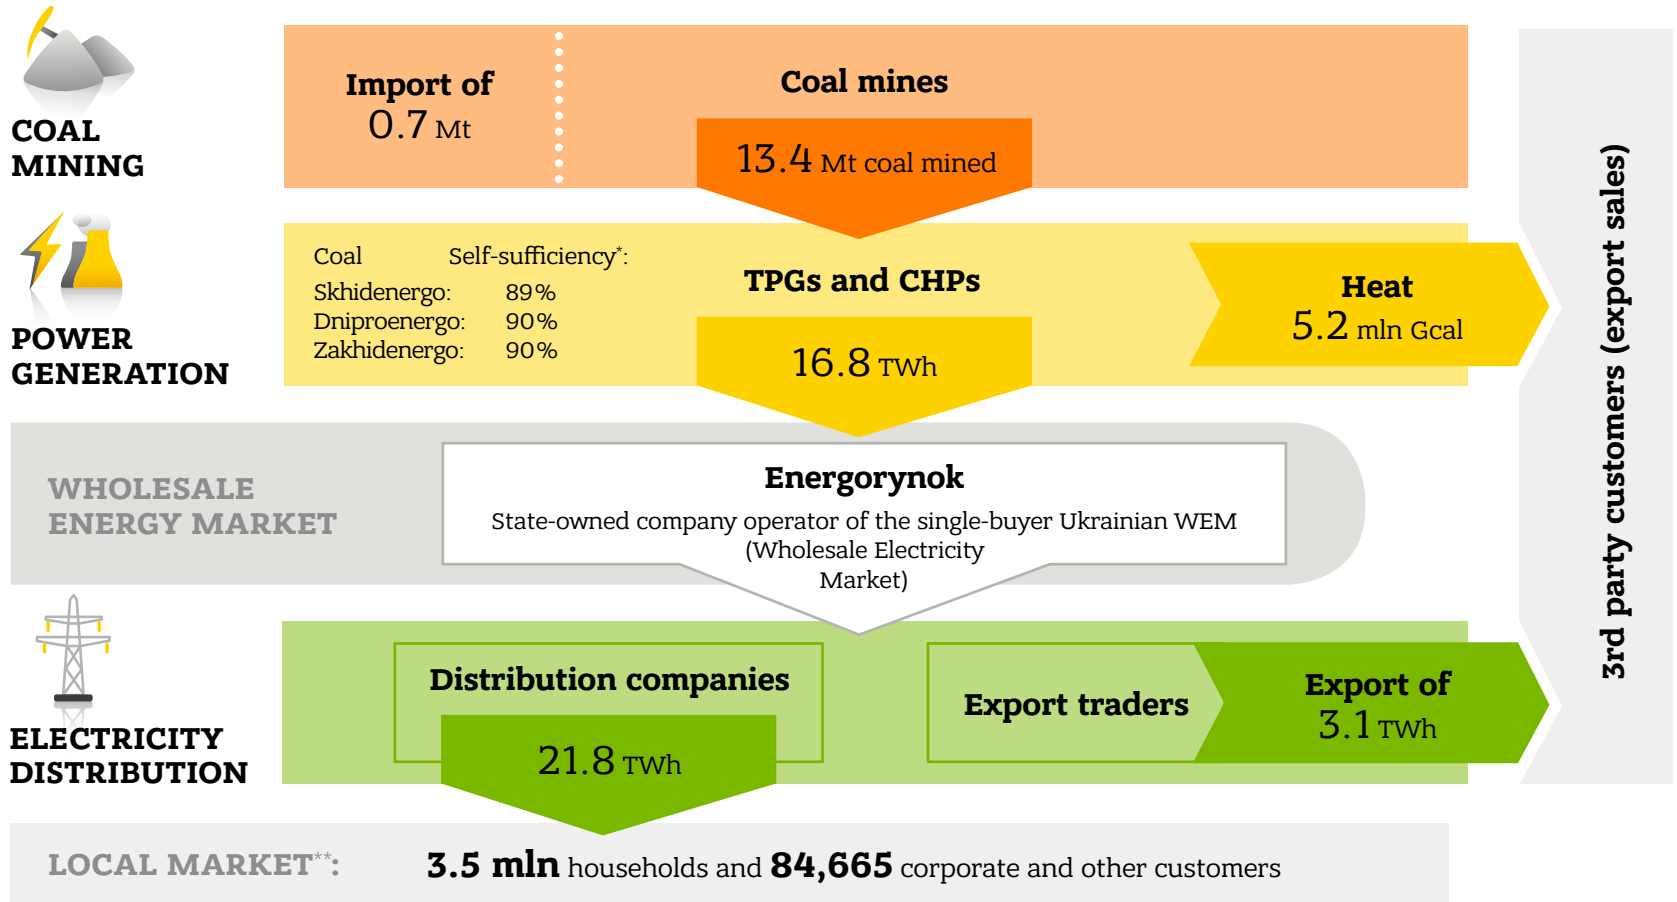 COAL
MINING
Import of
0.7 Mt
Coal mines
13.4 Mt coal mined
POWER
GENERATION
Coal Self-sufficiency*:
Skhidenergo: 89%
Dniproenergo: 90%
Zakhidenergo: 90%
TPGs and CHPs
16.8 TWh
Heat
5.2 mln Gcal
WHOLESALE
ENERGY MARKET
Energorynok
State-owned company operator of the single-buyer Ukrainian WEM
(Wholesale Electricity
Market)
ELECTRICITY
DISTRIBUTION
Distribution companies
21.8 TWh
Export traders
Export of
3.1 TWh
3rd party customers (export sales)
LOCAL MARKET**: 3.5 mln households and 84,665 corporate and other customers